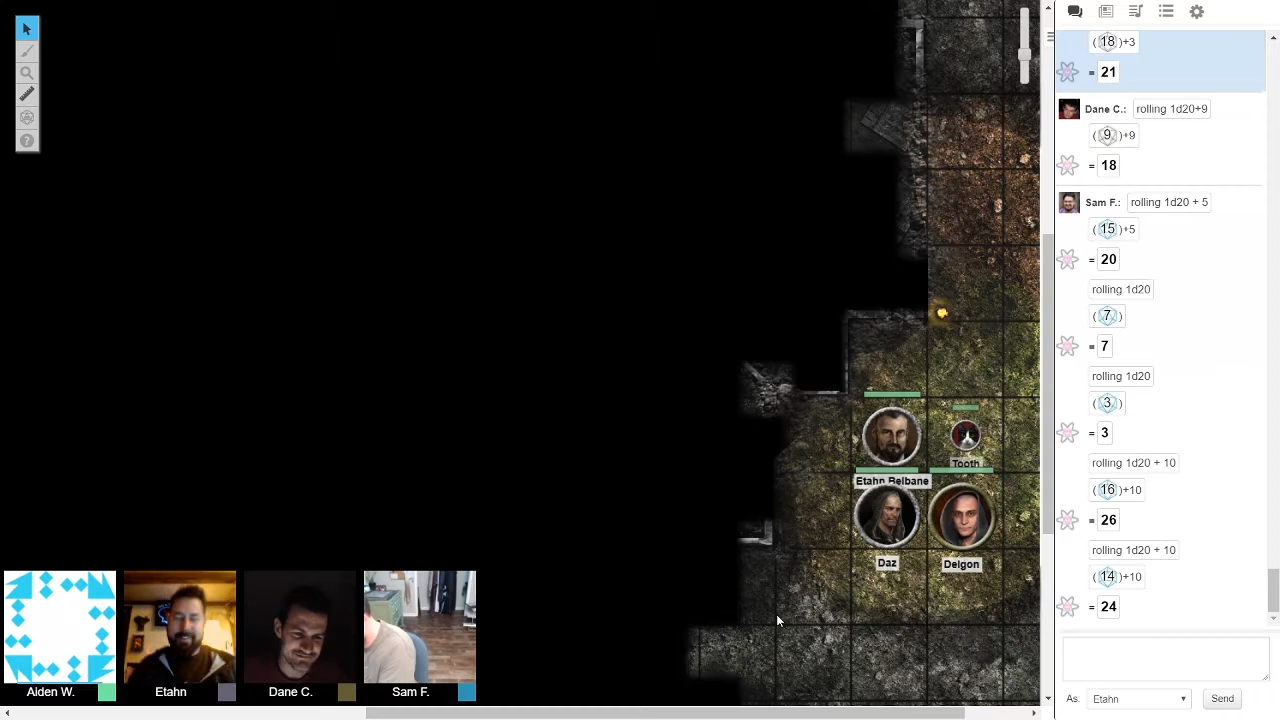 (18)+3
= 21
Dane C.: rolling 1d20+9
(9)+9
= 18
Sam F.: rolling 1d20 + 5
(15)+5
= 20
rolling 1d20
(7)
= 7
rolling 1d20
(3)
= 3
rolling 1d20 + 10
(16)+10
= 26
rolling 1d20 + 10
(14)+10
= 24
As: Etahn Send
Tooth
Etahn Belbane
Daz
Delgon
Aiden W.
Etahn
Dane C.
Sam F.